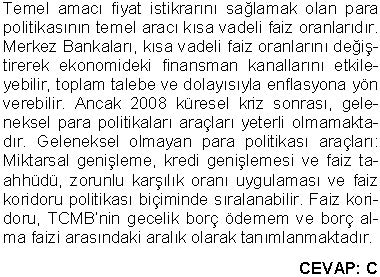 Temel amacı fiyat istikrarını sağlamak olan para
politikasının temel aracı kısa vadeli faiz oranlarıdır.
Merkez Bankaları, kısa vadeli faiz oranlarını değiş-
tirerek ekonomideki finansman kanallarını etkile-
yebilir, toplam talebe ve dolayısıyla enflasyona yön
verebilir. Ancak 2008 küresel kriz sonrası, gele-
neksel para politikaları araçları yeterli olmamakta-
dır. Geleneksel olmayan para politikası araçları:
Miktarsal genişleme, kredi genişlemesi ve faiz ta-
ahhüdü, zorunlu karşılık oranı uygulaması ve faiz
koridoru politikası biçiminde sıralanabilir. Faiz kori-
doru, TCMB'nin gecelik borç ödemem ve borç al-
ma faizi arasındaki aralık olarak tanımlanmaktadır.
CEVAP: C